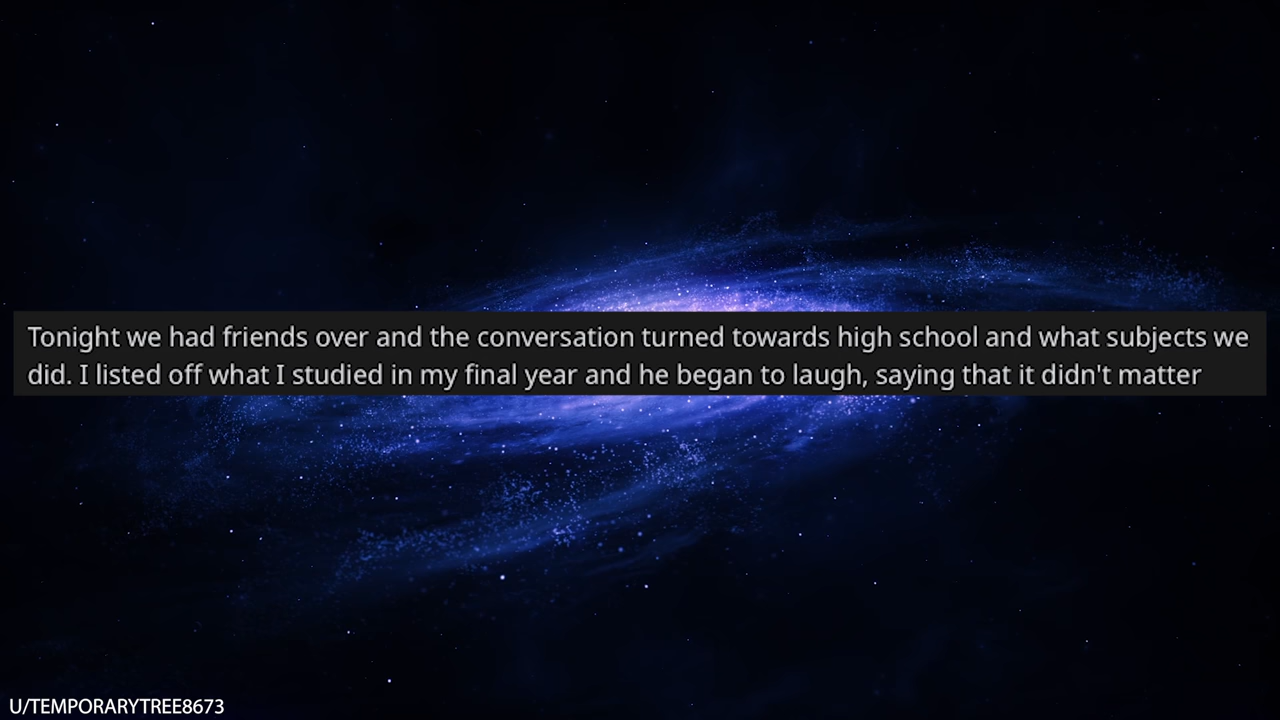 Tonight we had friends over and the conversation turned towards high school and what subjects we
did. I listed off what I studied in my final year and he began to laugh, saying that it didn't matter
U/TEMPORARYTREE8673